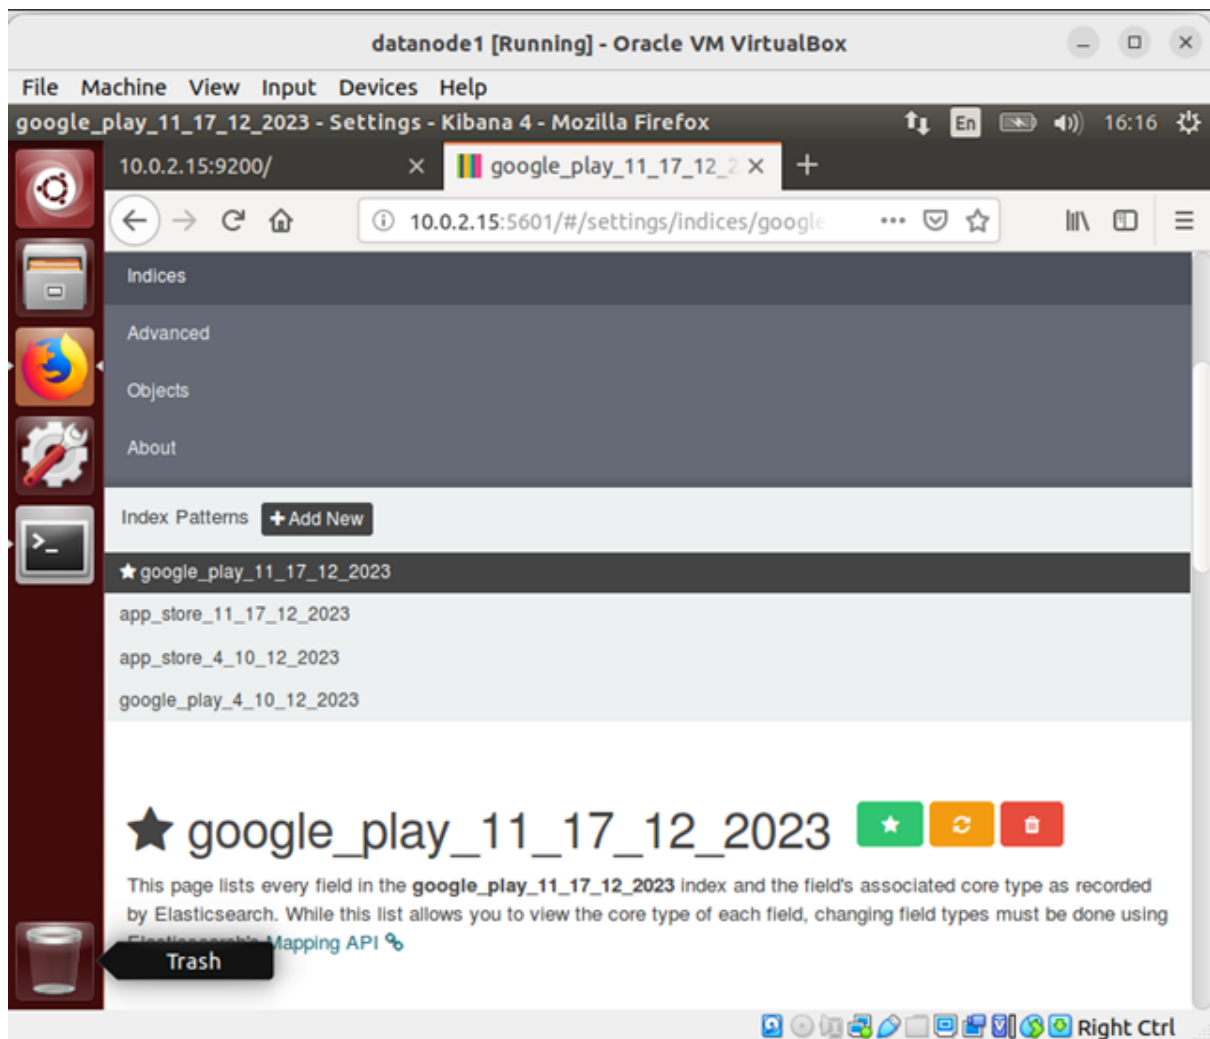 datanode1 [Running] - Oracle VM VirtualBox
File Machine View Input Devices Help
google_play_11_17_12_2023 - Settings - Kibana 4 - Mozilla Firefox
En
16:16
10.0.2.15:9200/
google_play_11_17_12_2
10.0.2.15:5601/#/settings/indices/google
Indices
Advanced
Objects
About
Index Patterns
Add New
google_play_11_17_12_2023
app_store_11_17_12_2023
app_store_4_10_12_2023
google_play_4_10_12_2023
google_play_11_17_12_2023
This page lists every field in the google_play_11_17_12_2023 index and the field's associated core type as recorded
by Elasticsearch. While this list allows you to view the core type of each field, changing field types must be done using
Elasticsearch's Mapping API
Trash
Right Ctrl